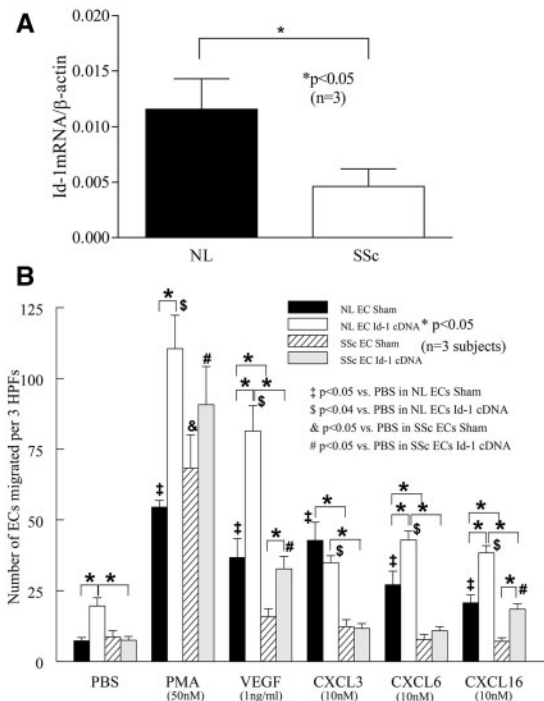 A
Id-1mRNA/β-actin
0.020
0.015
0.010
0.005
0.000
*
*p<0.05
(n=3)
NL
SSc
B
Number of ECs migrated per 3 HPFs
125
100
75
50
25
0
NL EC Sham
NL EC Id-1 cDNA
SSc EC Sham
SSc EC Id-1 cDNA
* p<0.05
(n=3 subjects)
‡ p<0.05 vs. PBS in NL ECs Sham
$ p<0.04 vs. PBS in NL ECs Id-1 cDNA
& p<0.05 vs. PBS in SSc ECs Sham
# p<0.05 vs. PBS in SSc ECs Id-1 cDNA
* *
‡ * $ & #
‡ * * * $ * #
‡ * $ *
‡ * * * $
‡ * * * $ * #
PBS PMA VEGF CXCL3 CXCL6 CXCL16
(50nM) (1ng/ml) (10nM) (10nM) (10nM)